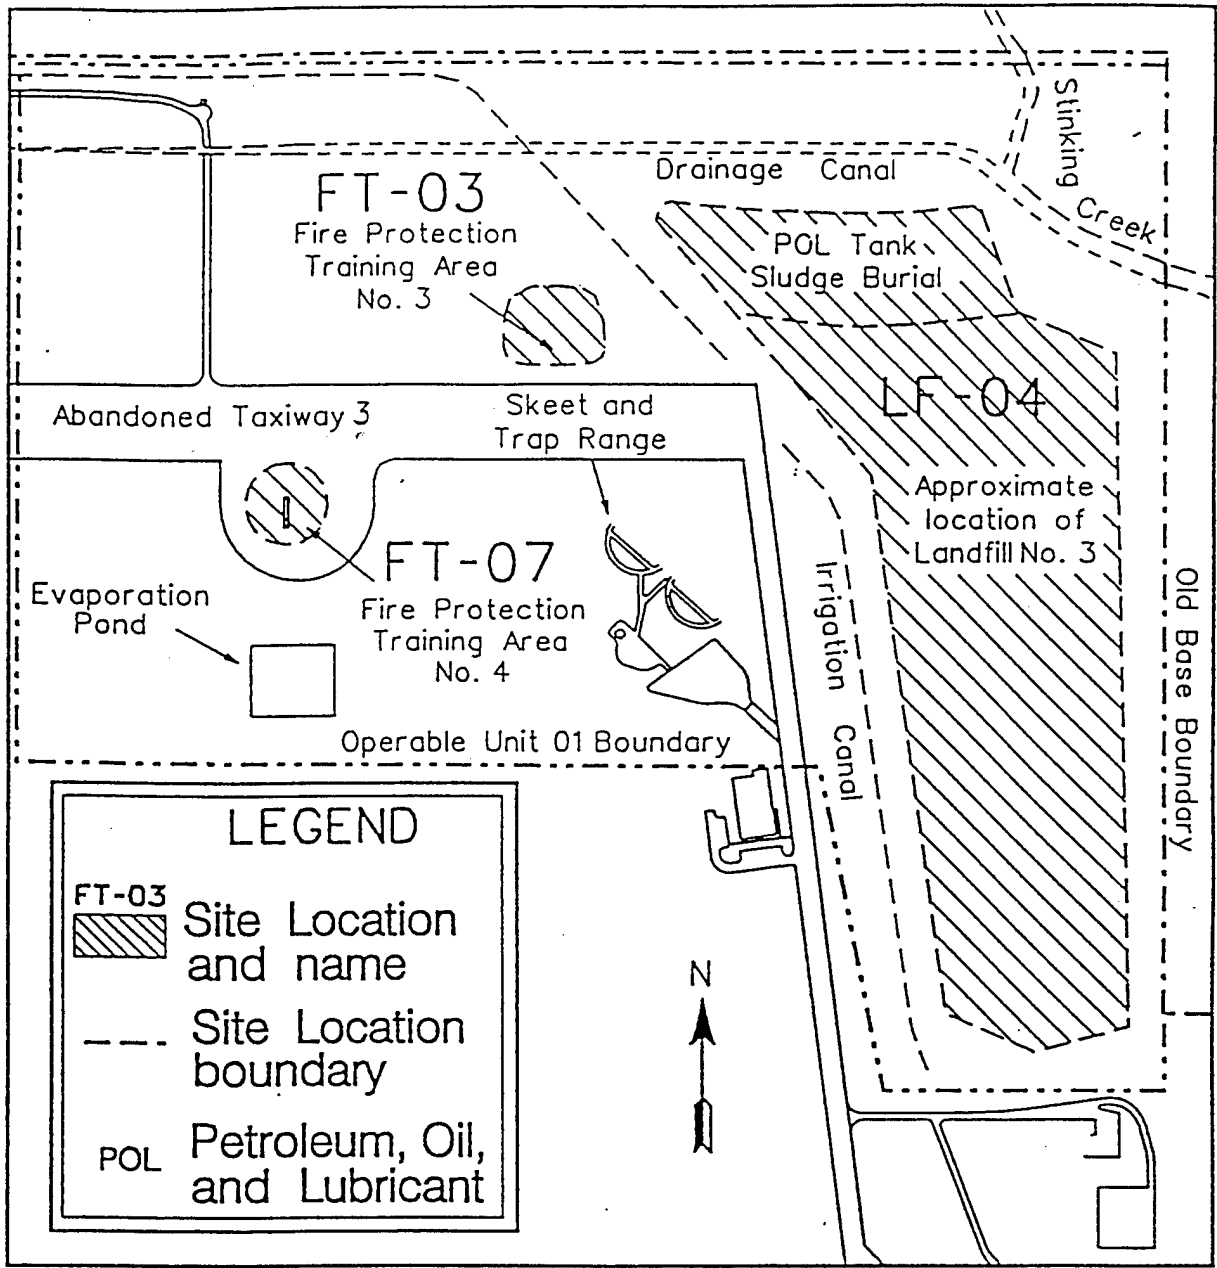 Stinking
Creek
Drainage Canal
FT-03
Fire Protection
Training Area
No. 3
POL Tank
Sludge Burial
LF-04
Abandoned Taxiway 3
Skeet and
Trap Range
Approximate
location of
Landfill No. 3
FT-07
Fire Protection
Training Area
No. 4
Evaporation
Pond
Irrigation Canal
Old Base Boundary
Operable Unit 01 Boundary
LEGEND
FT-03
Site Location
and name
Site Location
boundary
POL Petroleum, Oil,
and Lubricant
N